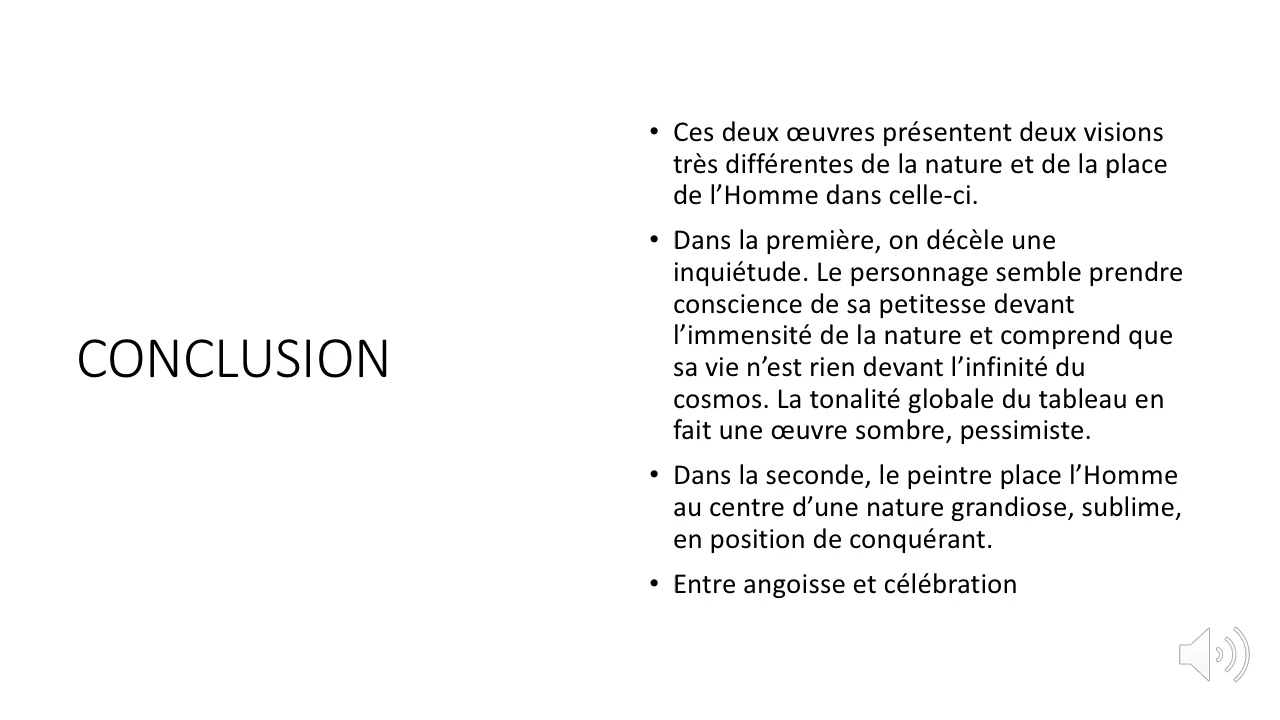 CONCLUSION
• Ces deux œuvres présentent deux visions
très différentes de la nature et de la place
de l’Homme dans celle-ci.
• Dans la première, on décèle une
inquiétude. Le personnage semble prendre
conscience de sa petitesse devant
l’immensité de la nature et comprend que
sa vie n’est rien devant l’infinité du
cosmos. La tonalité globale du tableau en
fait une œuvre sombre, pessimiste.
• Dans la seconde, le peintre place l’Homme
au centre d’une nature grandiose, sublime,
en position de conquérant.
• Entre angoisse et célébration